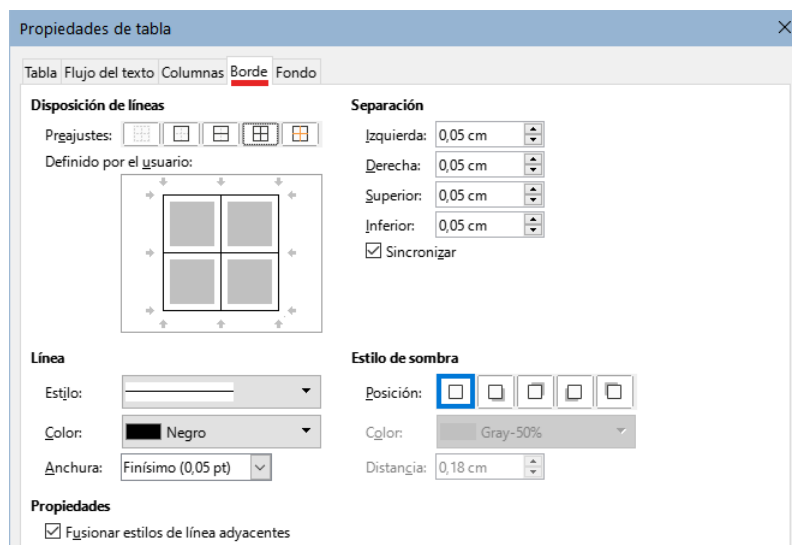 Propiedades de tabla
Tabla Flujo del texto Columnas Borde Fondo
Disposición de líneas
Preajustes:
Definido por el usuario:
Separación
Izquierda: 0,05 cm
Derecha: 0,05 cm
Superior: 0,05 cm
Inferior: 0,05 cm
Sincronizar
Línea
Estilo:
Color: Negro
Anchura: Finísimo (0,05 pt)
Estilo de sombra
Posición:
Color: Gray-50%
Distancia: 0,18 cm
Propiedades
Fusionar estilos de línea adyacentes